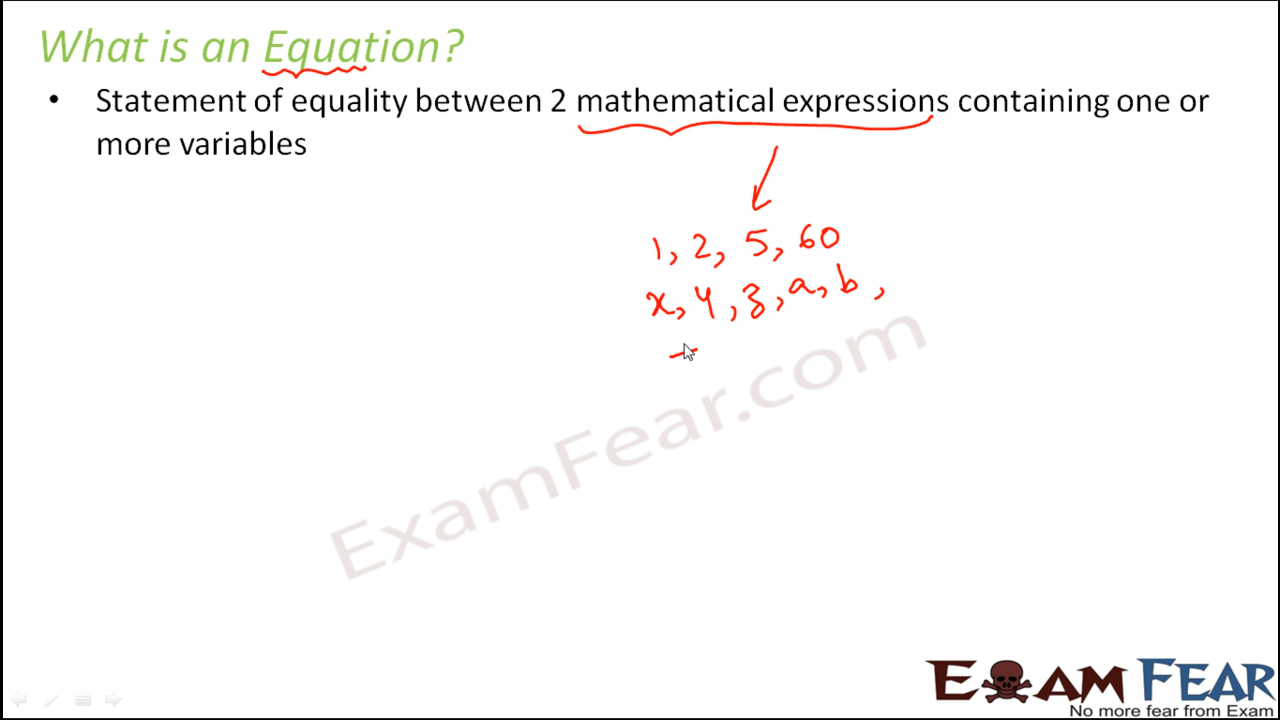 What is an Equation?
• Statement of equality between 2 mathematical expressions containing one or
more variables
1, 2, 5, 60
x, y, z, a, b,
ExamFear.com
EXAM FEAR
No more fear from Exam